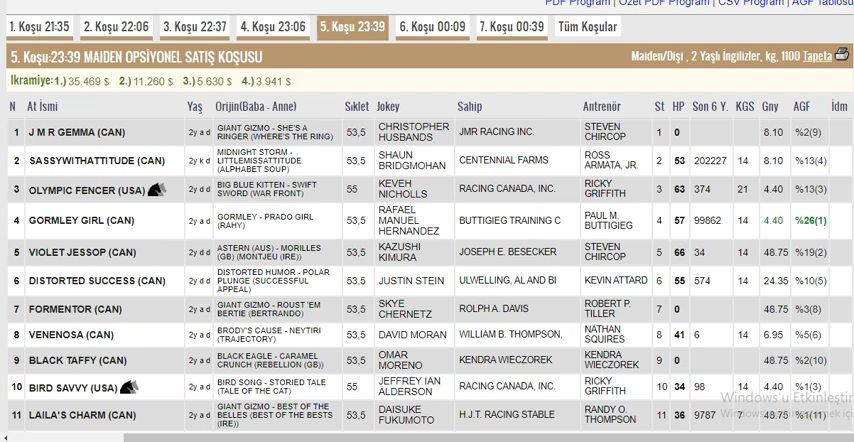 PDF Program | Özet PDF Program | CSV Program | AGF Tablosu
1. Koşu 21:35 2. Koşu 22:06 3. Koşu 22:37 4. Koşu 23:06 5. Koşu 23:39 6. Koşu 00:09 7. Koşu 00:39 Tüm Koşular
5. Koşu:23:39 MAIDEN OPSİYONEL SATIŞ KOŞUSU Maiden/Dişi , 2 Yaşlı İngilizler, kg, 1100 Tapeta
İkramiye: 1.) 35.469 $ 2.) 11.260 $ 3.) 5.630 $ 4.) 3.941 $
N At İsmi Yaş Orijin(Baba - Anne) Sıklet Jokey Sahip Antrenör St HP Son 6 Y. KGS Gny AGF İdm
1 J M R GEMMA (CAN) 2y a d GIANT GIZMO - SHE'S A RINGER (WHERE'S THE RING) 53,5 CHRISTOPHER HUSBANDS JMR RACING INC. STEVEN CHIRCOP 1 0 8.10 %2(9)
2 SASSYWITHATTITUDE (CAN) 2y k d MIDNIGHT STORM - LITTLEMISSATTITUDE (ALPHABET SOUP) 53,5 SHAUN BRIDGMOHAN CENTENNIAL FARMS ROSS ARMATA, JR. 2 53 202227 14 8.10 %13(4)
3 OLYMPIC FENCER (USA) 2y d d BIG BLUE KITTEN - SWIFT SWORD (WAR FRONT) 55 KEVEH NICHOLLS RACING CANADA, INC. RICKY GRIFFITH 3 63 374 21 4.40 %13(3)
4 GORMLEY GIRL (CAN) 2y a d GORMLEY - PRADO GIRL (RAHY) 53,5 RAFAEL MANUEL HERNANDEZ BUTTIGIEG TRAINING C PAUL M. BUTTIGIEG 4 57 99862 14 4.40 %26(1)
5 VIOLET JESSOP (CAN) 2y d d ASTERN (AUS) - MORILLES (GB) (MONTJEU (IRE)) 53,5 KAZUSHI KIMURA JOSEPH E. BESECKER STEVEN CHIRCOP 5 66 34 14 48.75 %19(2)
6 DISTORTED SUCCESS (CAN) 2y d d DISTORTED HUMOR - POLAR PLUNGE (SUCCESSFUL APPEAL) 53,5 JUSTIN STEIN ULWELLING, AL AND BI KEVIN ATTARD 6 55 574 14 24.35 %10(5)
7 FORMENTOR (CAN) 2y a d GIANT GIZMO - ROUST 'EM BERTIE (BERTRANDO) 53,5 SKYE CHERNETZ ROLPH A. DAVIS ROBERT P. TILLER 7 0 48.75 %3(8)
8 VENENOSA (CAN) 2y a d BRODY'S CAUSE - NEYTIRI (TRAJECTORY) 53,5 DAVID MORAN WILLIAM B. THOMPSON, NATHAN SQUIRES 8 41 6 14 6.95 %5(6)
9 BLACK TAFFY (CAN) 2y a d BLACK EAGLE - CARAMEL CRUNCH (REBELLION (GB)) 53,5 OMAR MORENO KENDRA WIECZOREK KENDRA WIECZOREK 9 0 48.75 %2(10)
10 BIRD SAVVY (USA) 2y a d BIRD SONG - STORIED TALE (TALE OF THE CAT) 55 JEFFREY IAN ALDERSON RACING CANADA, INC. RICKY GRIFFITH 10 34 98 14 4.40 %1(3)
11 LAILA'S CHARM (CAN) 2y a d GIANT GIZMO - BEST OF THE BELLES (BEST OF THE BESTS (IRE)) 53,5 DAISUKE FUKUMOTO H.J.T. RACING STABLE RANDY O. THOMPSON 11 36 9787 7 48.75 %1(11)
Windows'u Etkinleştir